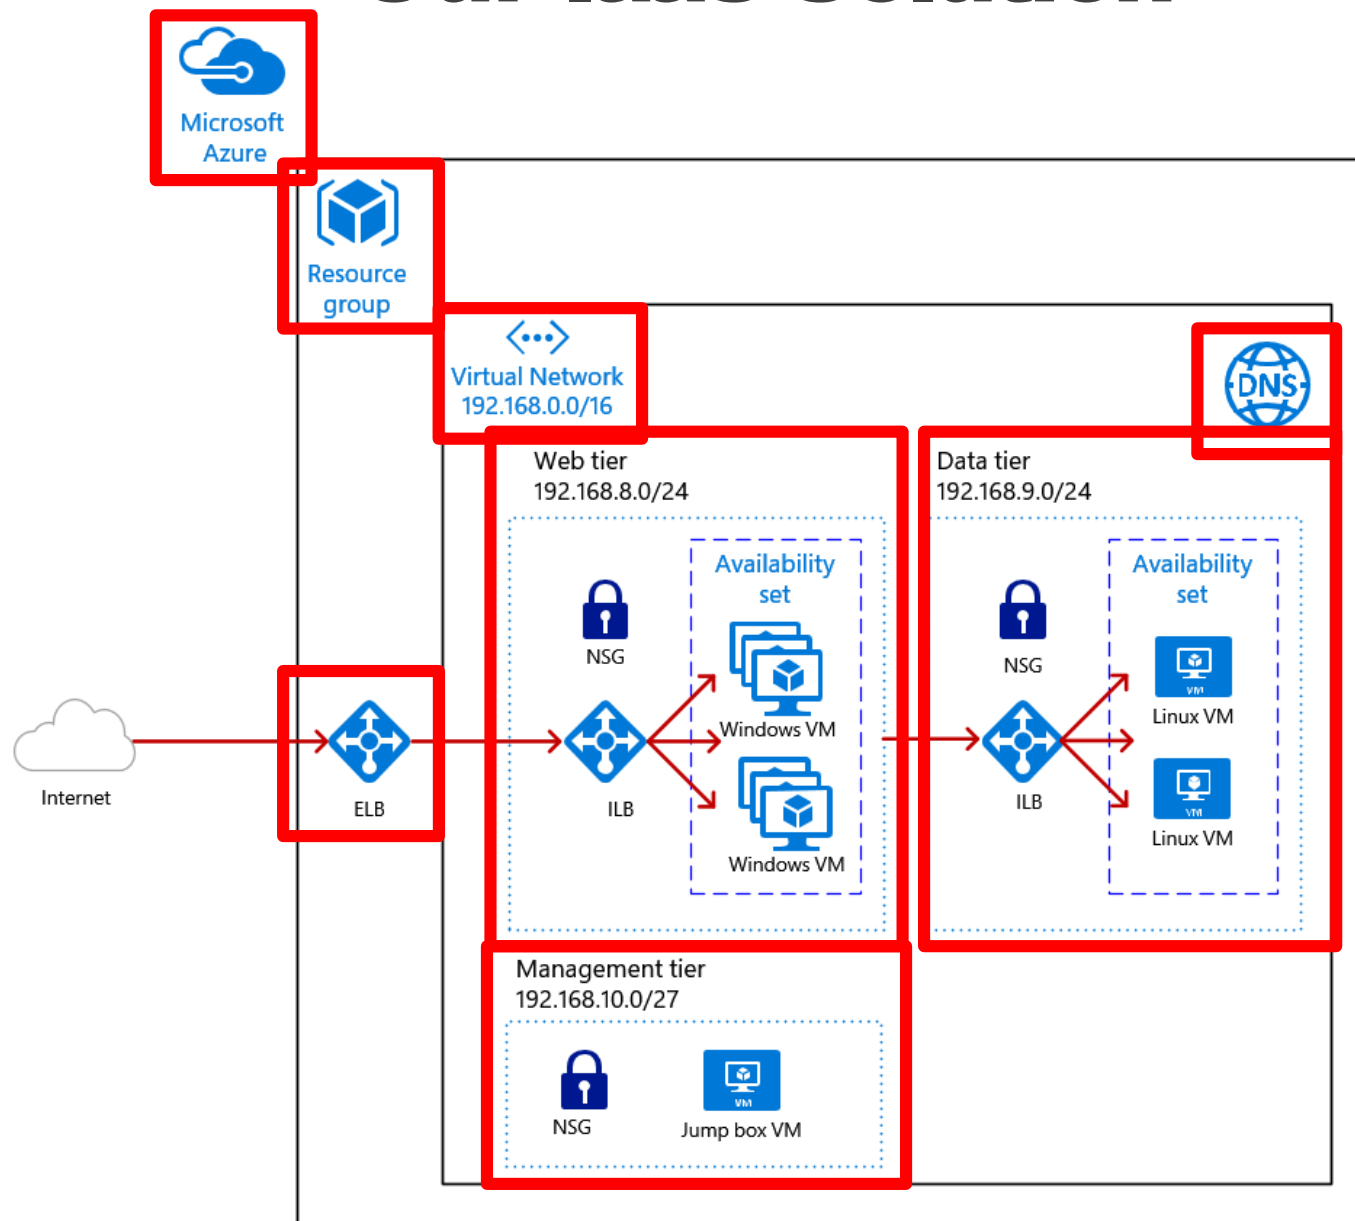 Our IaaS Solution
Microsoft
Azure
Resource
group
Virtual Network
192.168.0.0/16
DNS
Web tier
192.168.8.0/24
Availability
set
NSG
Windows VM
ILB
Windows VM
Data tier
192.168.9.0/24
Availability
set
NSG
VM
Linux VM
ILB
VM
Linux VM
Internet
ELB
Management tier
192.168.10.0/27
NSG
VM
Jump box VM